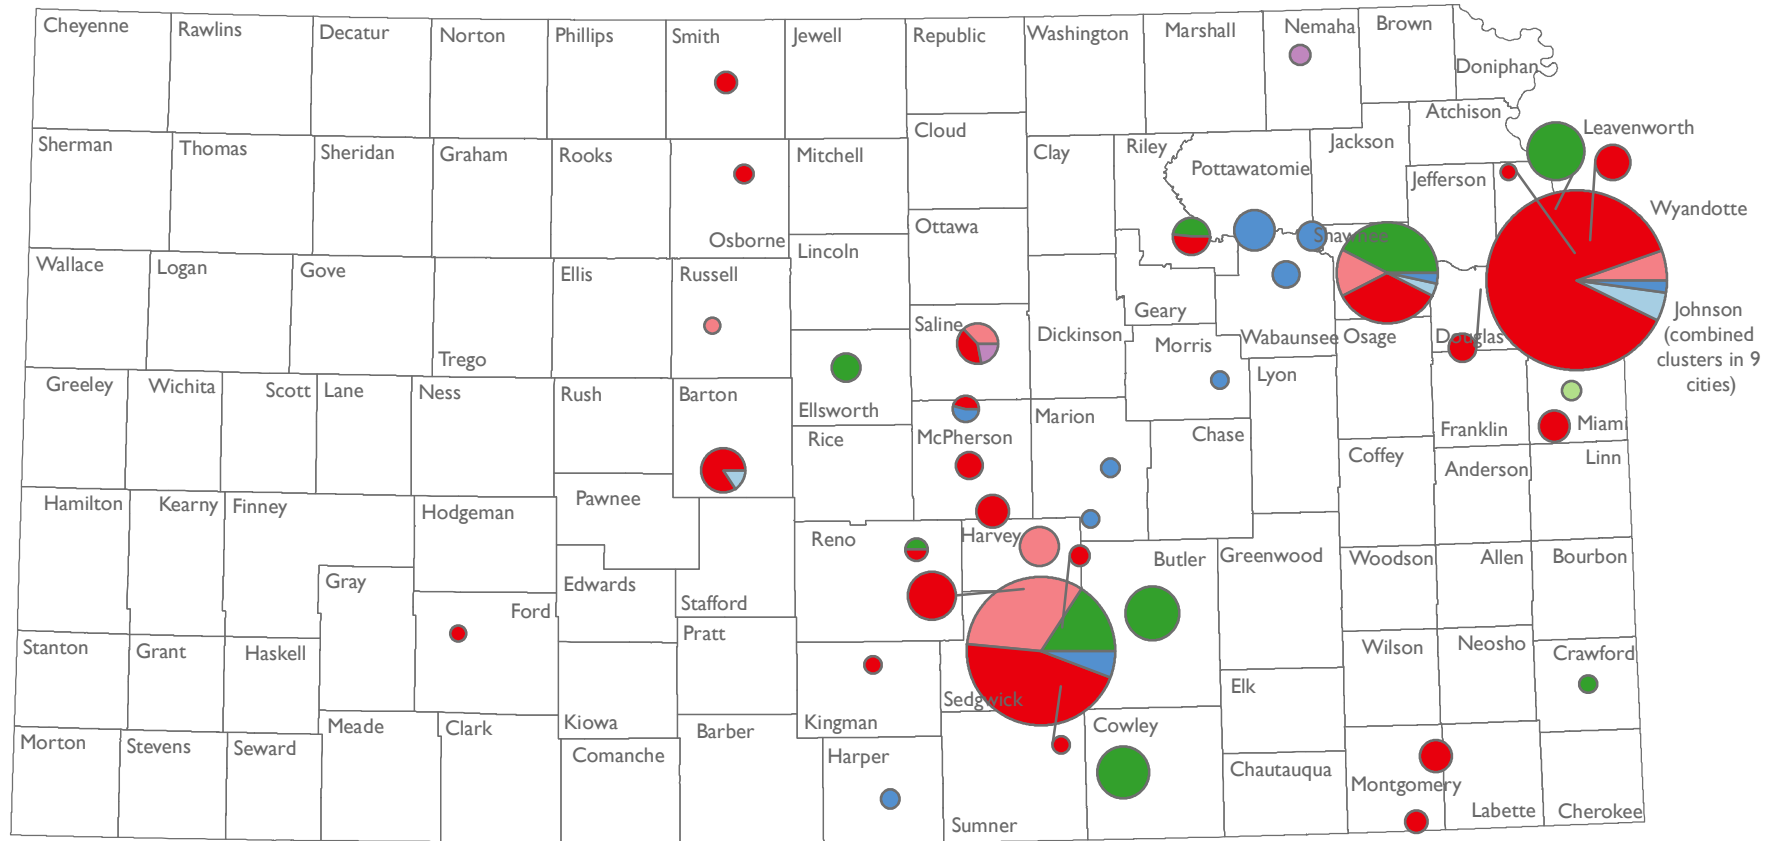 Cheyenne
Rawlins
Decatur
Norton
Phillips
Smith
Jewell
Republic
Washington
Marshall
Nemaha
Brown
Doniphan
Sherman
Thomas
Sheridan
Graham
Rooks
Osborne
Mitchell
Cloud
Clay
Riley
Pottawatomie
Jackson
Atchison
Jefferson
Leavenworth
Wyandotte
Wallace
Logan
Gove
Trego
Ellis
Russell
Lincoln
Ottawa
Saline
Dickinson
Geary
Morris
Wabaunsee
Shawnee
Osage
Douglas
Johnson
(combined
clusters in 9
cities)
Greeley
Wichita
Scott
Lane
Ness
Rush
Barton
Ellsworth
Rice
McPherson
Marion
Chase
Lyon
Coffey
Franklin
Anderson
Miami
Linn
Hamilton
Kearny
Finney
Hodgeman
Pawnee
Edwards
Stafford
Reno
Harvey
Butler
Greenwood
Woodson
Allen
Bourbon
Gray
Ford
Stanton
Grant
Haskell
Kiowa
Pratt
Kingman
Sedgwick
Elk
Wilson
Neosho
Crawford
Morton
Stevens
Seward
Meade
Clark
Comanche
Barber
Harper
Sumner
Cowley
Chautauqua
Montgomery
Labette
Cherokee